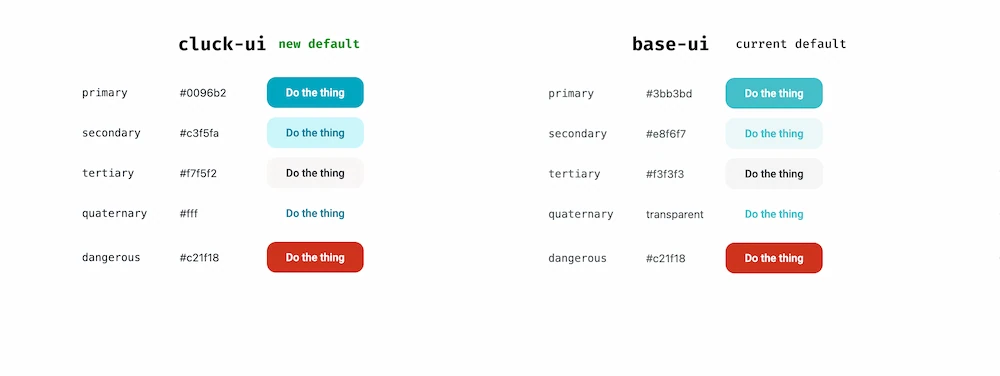 cluck-ui new default
primary #0096b2 Do the thing
secondary #c3f5fa Do the thing
tertiary #f7f5f2 Do the thing
quaternary #fff Do the thing
dangerous #c21f18 Do the thing
base-ui current default
primary #3bb3bd Do the thing
secondary #e8f6f7 Do the thing
tertiary #f3f3f3 Do the thing
quaternary transparent Do the thing
dangerous #c21f18 Do the thing